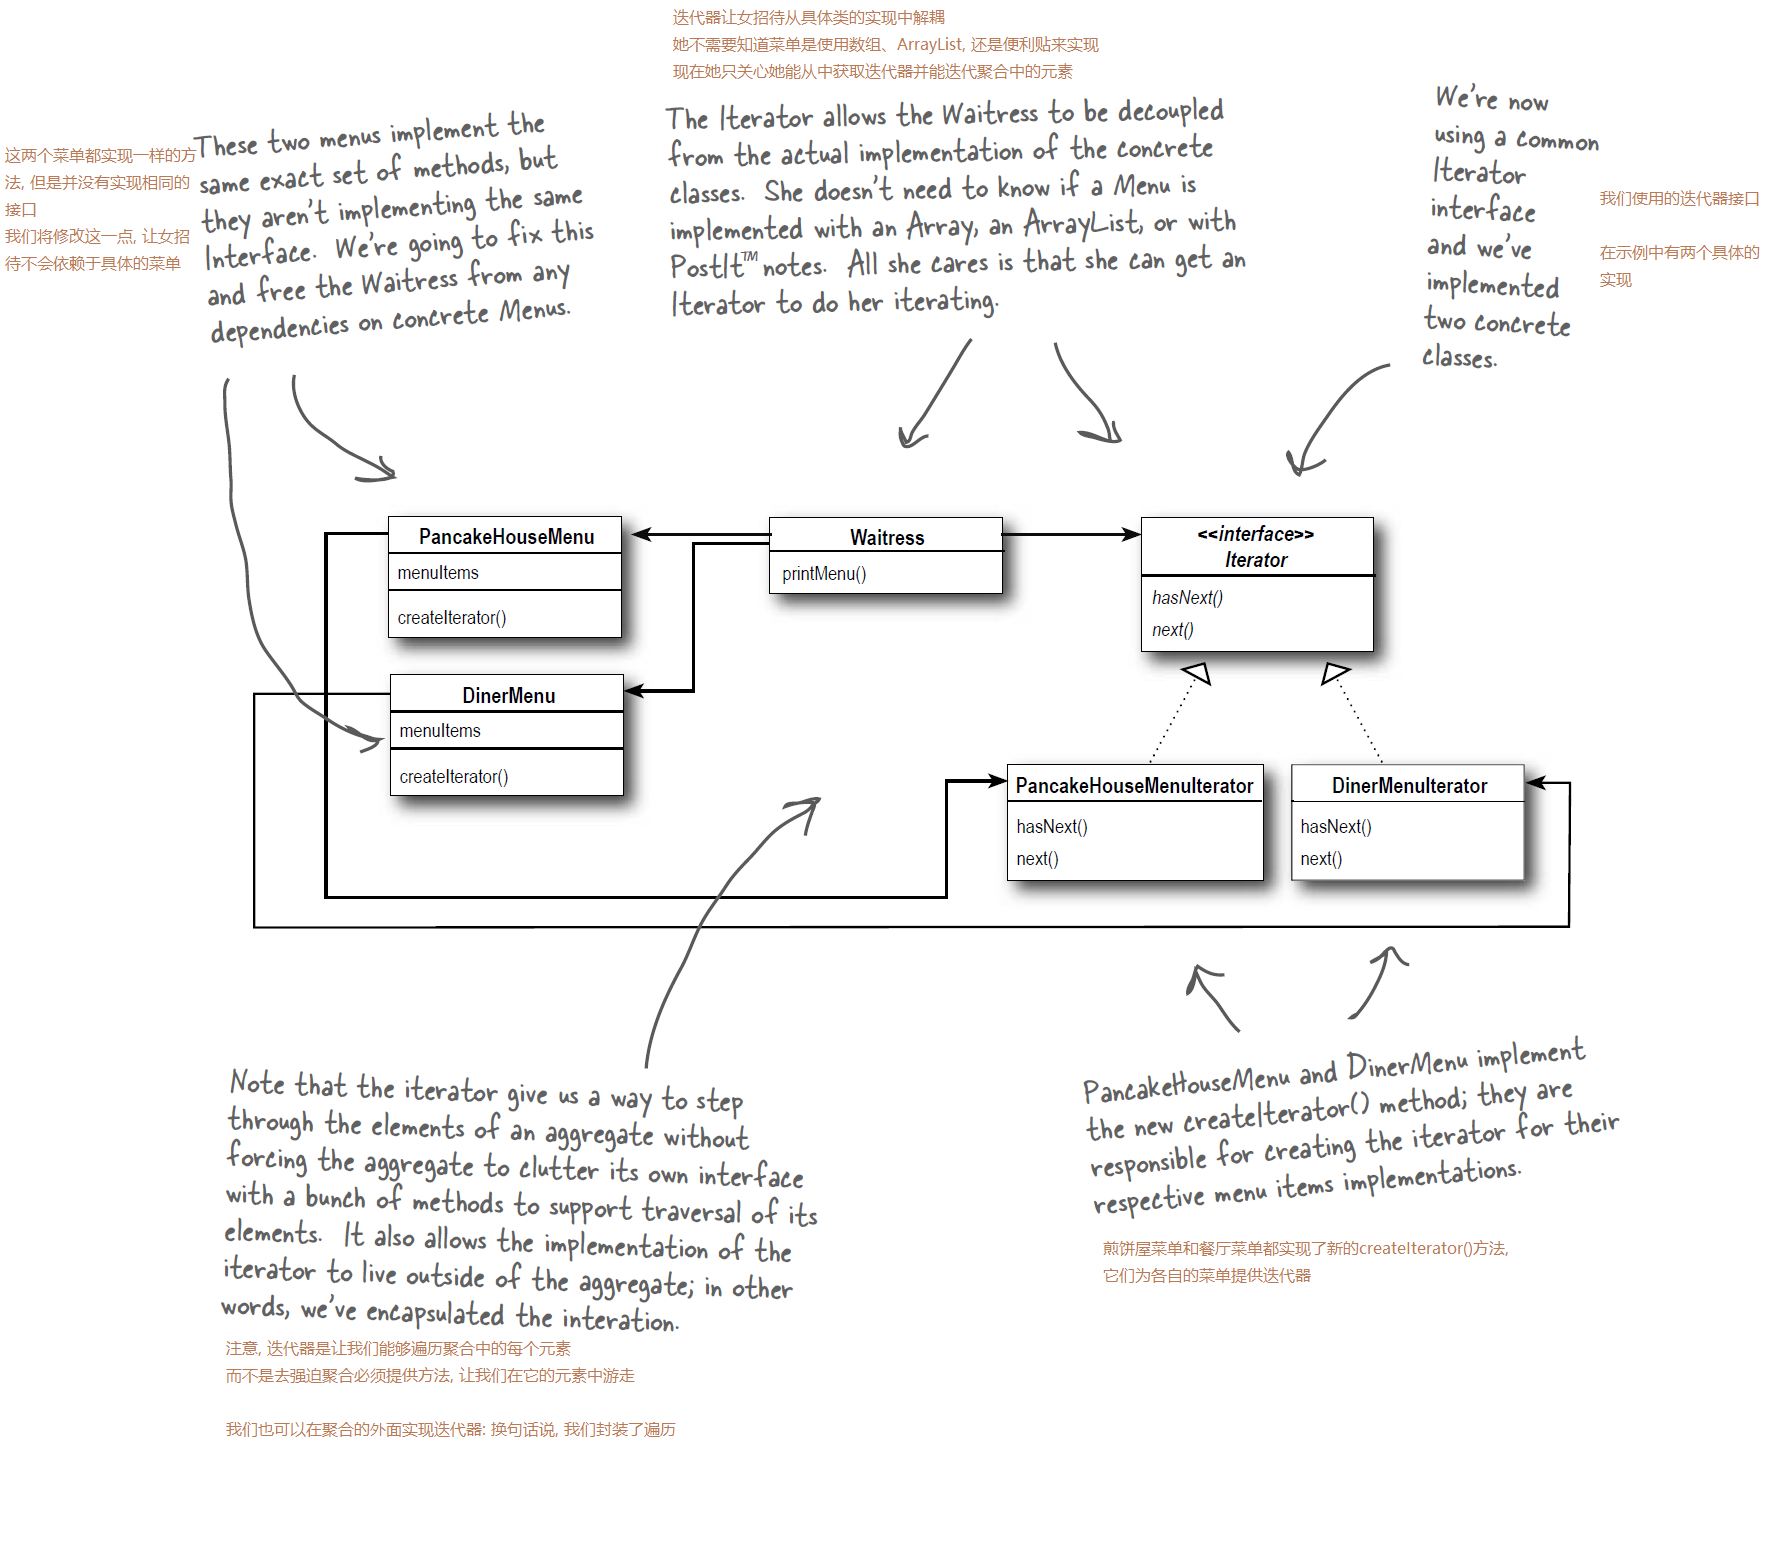 迭代器让女招待从具体类的实现中解耦
她不需要知道菜单是使用数组、ArrayList, 还是便利贴来实现
现在她只关心她能从中获取迭代器并能迭代聚合中的元素
这两个菜单都实现一样的方
法, 但是并没有实现相同的
接口
我们将修改这一点, 让女招
待不会依赖于具体的菜单
These two menus implement the
same exact set of methods, but
they aren't implementing the same
Interface. We're going to fix this
and free the Waitress from any
dependencies on concrete Menus.
The Iterator allows the Waitress to be decoupled
from the actual implementation of the concrete
classes. She doesn't need to know if a Menu is
implemented with an Array, an ArrayList, or with
PostIt™ notes. All she cares is that she can get an
Iterator to do her iterating.
We're now
using a common
Iterator
interface
and we've
implemented
two concrete
classes.
我们使用的迭代器接口
在示例中有两个具体的
实现
PancakeHouseMenu
menuItems
createIterator()
Waitress
printMenu()
<<interface>>
Iterator
hasNext()
next()
DinerMenu
menuItems
createIterator()
PancakeHouseMenuIterator
hasNext()
next()
DinerMenuIterator
hasNext()
next()
Note that the iterator give us a way to step
through the elements of an aggregate without
forcing the aggregate to clutter its own interface
with a bunch of methods to support traversal of its
elements. It also allows the implementation of the
iterator to live outside of the aggregate; in other
words, we've encapsulated the interation.
注意, 迭代器是让我们能够遍历聚合中的每个元素
而不是去强迫聚合必须提供方法, 让我们在它的元素中游走
我们也可以在聚合的外面实现迭代器: 换句话说, 我们封装了遍历
PancakeHouseMenu and DinerMenu implement
the new createIterator() method; they are
responsible for creating the iterator for their
respective menu items implementations.
煎饼屋菜单和餐厅菜单都实现了新的createIterator()方法,
它们为各自的菜单提供迭代器